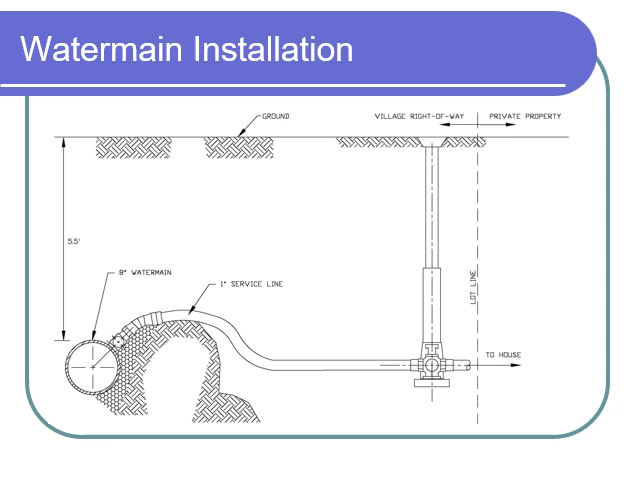 Watermain Installation
GROUND
VILLAGE RIGHT-OF-WAY
PRIVATE PROPERTY
5.5'
8" WATERMAIN
1" SERVICE LINE
LOT LINE
TO HOUSE